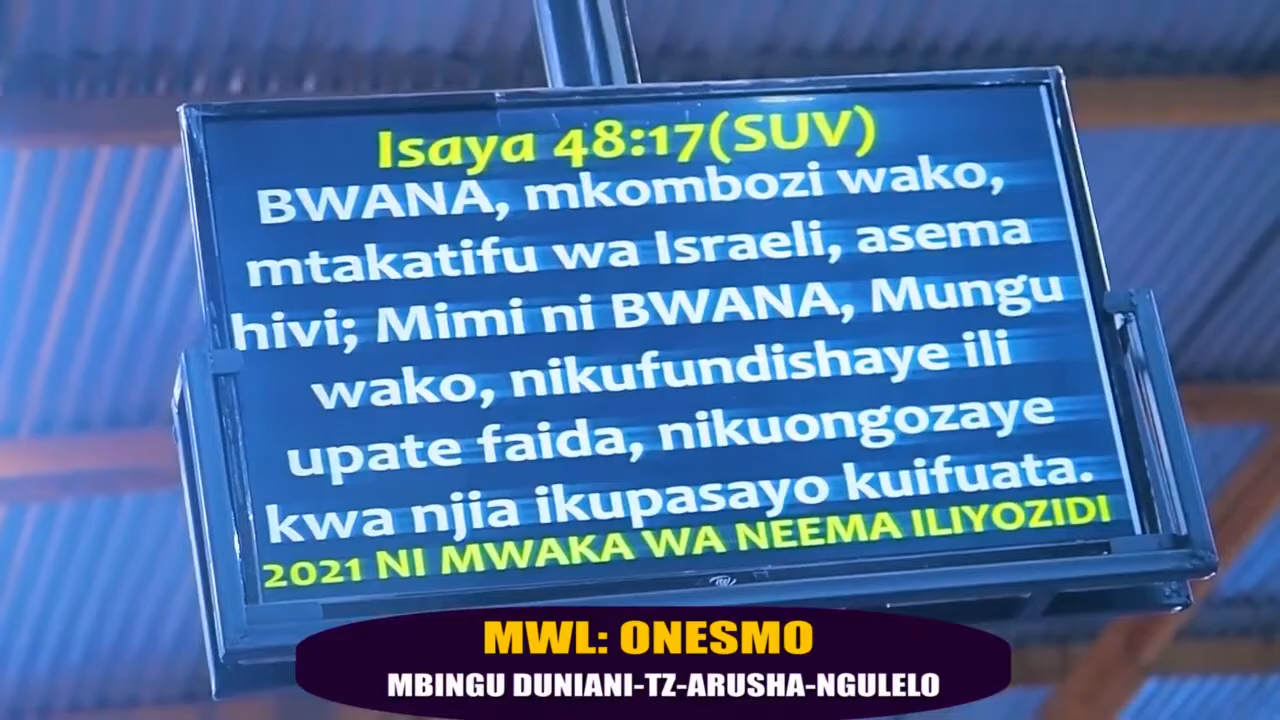 Isaya 48:17(SUV)
BWANA, mkombozi wako,
mtakatifu wa Israeli, asema
hivi; Mimi ni BWANA, Mungu
wako, nikufundishaye ili
upate faida, nikuongozaye
kwa njia ikupasayo kuifuata.
2021 NI MWAKA WA NEEMA ILIYOZIDI
MWL: ONESMO
MBINGU DUNIANI-TZ-ARUSHA-NGULELO